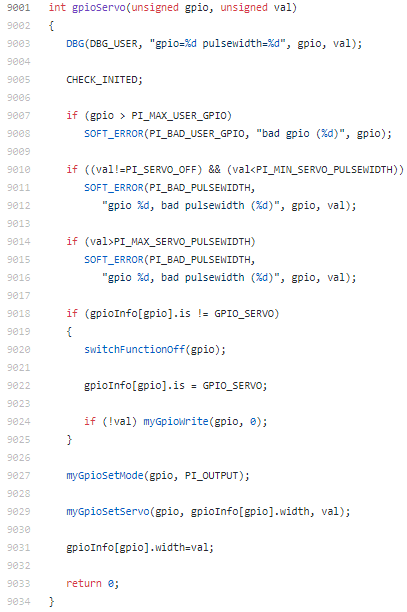 9001 int gpioServo(unsigned gpio, unsigned val)
9002 {
9003    DBG(DBG_USER, "gpio=%d pulsewidth=%d", gpio, val);
9004
9005    CHECK_INITED;
9006
9007    if (gpio > PI_MAX_USER_GPIO)
9008       SOFT_ERROR(PI_BAD_USER_GPIO, "bad gpio (%d)", gpio);
9009
9010    if ((val!=PI_SERVO_OFF) && (val<PI_MIN_SERVO_PULSEWIDTH))
9011       SOFT_ERROR(PI_BAD_PULSEWIDTH,
9012          "gpio %d, bad pulsewidth (%d)", gpio, val);
9013
9014    if (val>PI_MAX_SERVO_PULSEWIDTH)
9015       SOFT_ERROR(PI_BAD_PULSEWIDTH,
9016          "gpio %d, bad pulsewidth (%d)", gpio, val);
9017
9018    if (gpioInfo[gpio].is != GPIO_SERVO)
9019    {
9020       switchFunctionOff(gpio);
9021
9022       gpioInfo[gpio].is = GPIO_SERVO;
9023
9024       if (!val) myGpioWrite(gpio, 0);
9025    }
9026
9027    myGpioSetMode(gpio, PI_OUTPUT);
9028
9029    myGpioSetServo(gpio, gpioInfo[gpio].width, val);
9030
9031    gpioInfo[gpio].width=val;
9032
9033    return 0;
9034 }